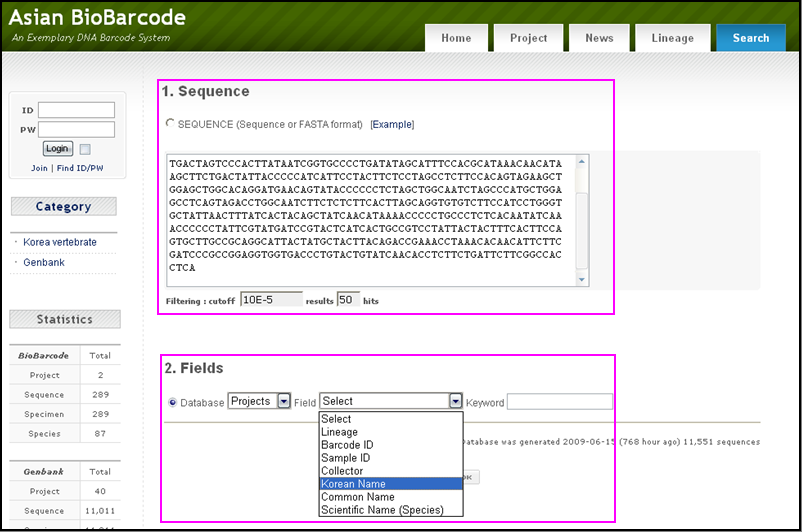 Asian BioBarcode
An Exemplary DNA Barcode System
Home
Project
News
Lineage
Search
ID
PW
Login
Join | Find ID/PW
Category
Korea vertebrate
Genbank
Statistics
BioBarcode Total
Project 2
Sequence 289
Specimen 289
Species 87
Genbank Total
Project 40
Sequence 11,011
1. Sequence
SEQUENCE (Sequence or FASTA format) [Example]
TGACTAGTCCCACTTATAATCGGTGCCCCTGATATAGCATTTCCACGCATAAACAACATA
AGCTTCTGACTATTACCCCCATCATTCCTACTTCTCCTAGCCTCTTCCACAGTAGAAGCT
GGAGCTGGCACAGGATGAACAGTATACCCCCCTCTAGCTGGCAATCTAGCCCATGCTGGA
GCCTCAGTAGACCTGGCAATCTTCTCTCTTCACTTAGCAGGTGTGTCTTCCATCCTGGGT
GCTATTAACTTTATCACTACAGCTATCAACATAAAACCCCCTGCCCTCTCACAATATCAA
ACCCCCCTATTCGTATGATCCGTACTCATCACTGCCGTCCTATTACTACTTTCACTTCCA
GTGCTTGCCGCAGGCATTACTATGCTACTTACAGACCGAAACCTAAACACAACATTCTTC
GATCCCGCCGGAGGTGGTGACCCTGTACTGTATCAACACCTCTTCTGATTCTTCGGCCAC
CCTCA
Filtering : cutoff 10E-5 results 50 hits
2. Fields
Database Projects Field Select Keyword
Select
Lineage
Barcode ID
Sample ID
Collector
Korean Name
Common Name
Scientific Name (Species)
Database was generated 2009-06-15 (768 hour ago) 11,551 sequences